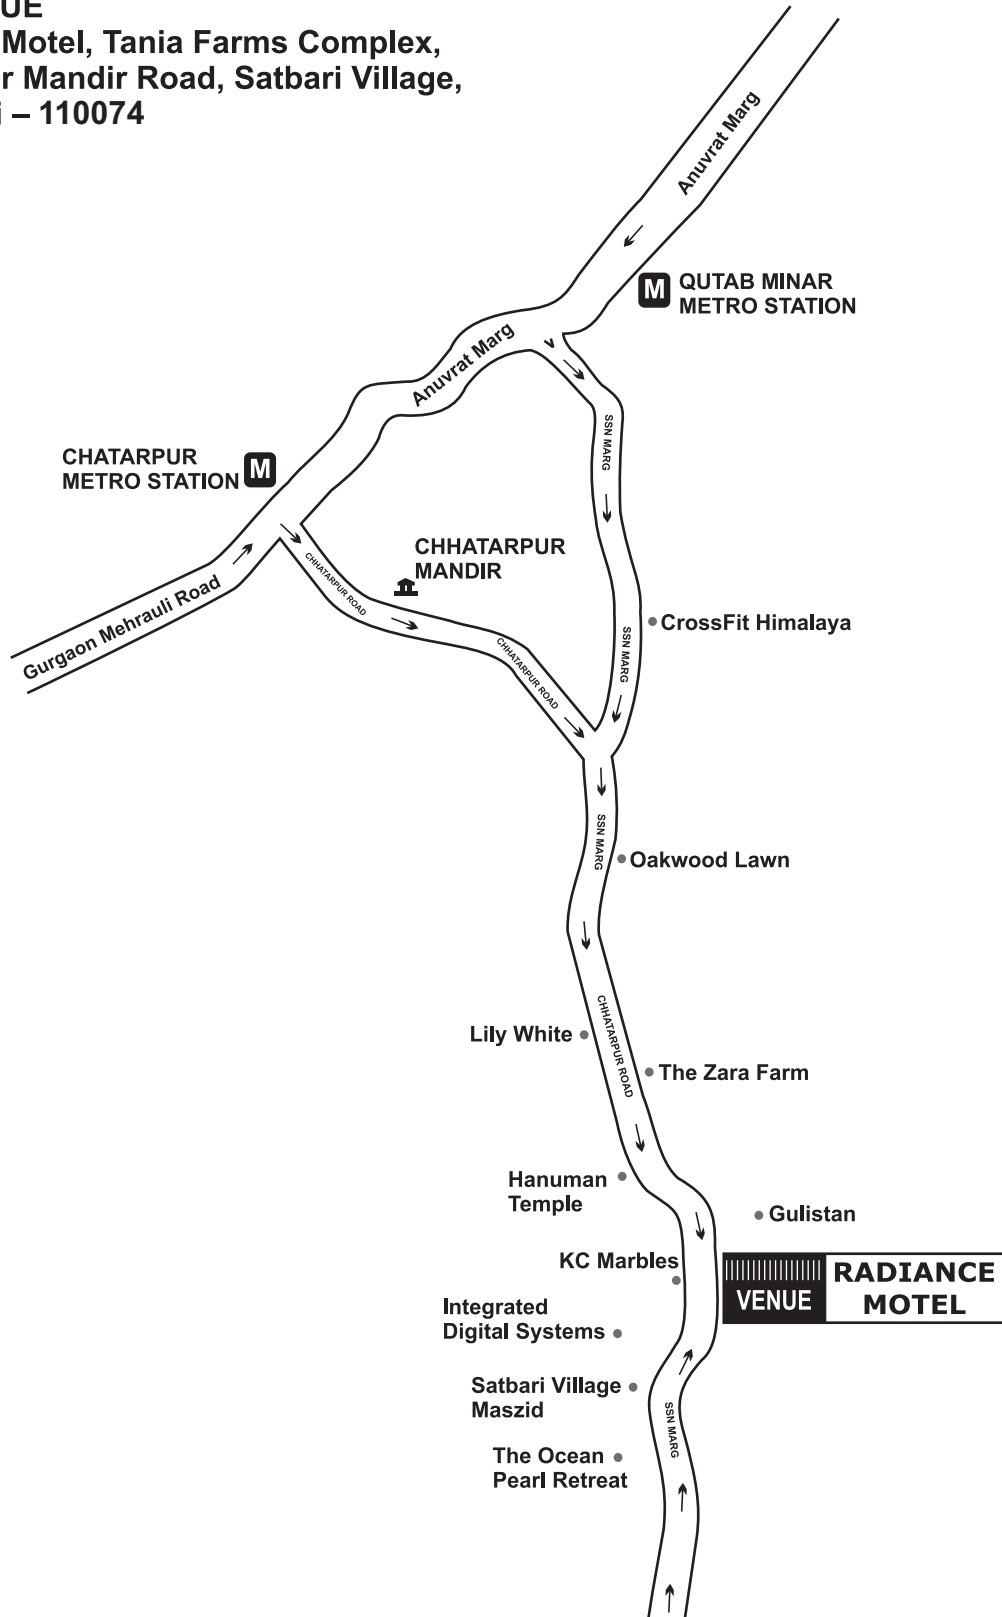 UE
Motel, Tania Farms Complex,
r Mandir Road, Satbari Village,
i – 110074
Anuvrat Marg
M
QUTAB MINAR
METRO STATION
Anuvrat Marg
SSN MARG
CHATARPUR
METRO STATION
M
CHHATARPUR
MANDIR
CHHATARPUR ROAD
Gurgaon Mehrauli Road
CrossFit Himalaya
SSN MARG
CHHATARPUR ROAD
SSN MARG
Oakwood Lawn
Lily White
CHHATARPUR ROAD
The Zara Farm
Hanuman
Temple
Gulistan
KC Marbles
VENUE
RADIANCE
MOTEL
Integrated
Digital Systems
Satbari Village
Maszid
SSN MARG
The Ocean
Pearl Retreat